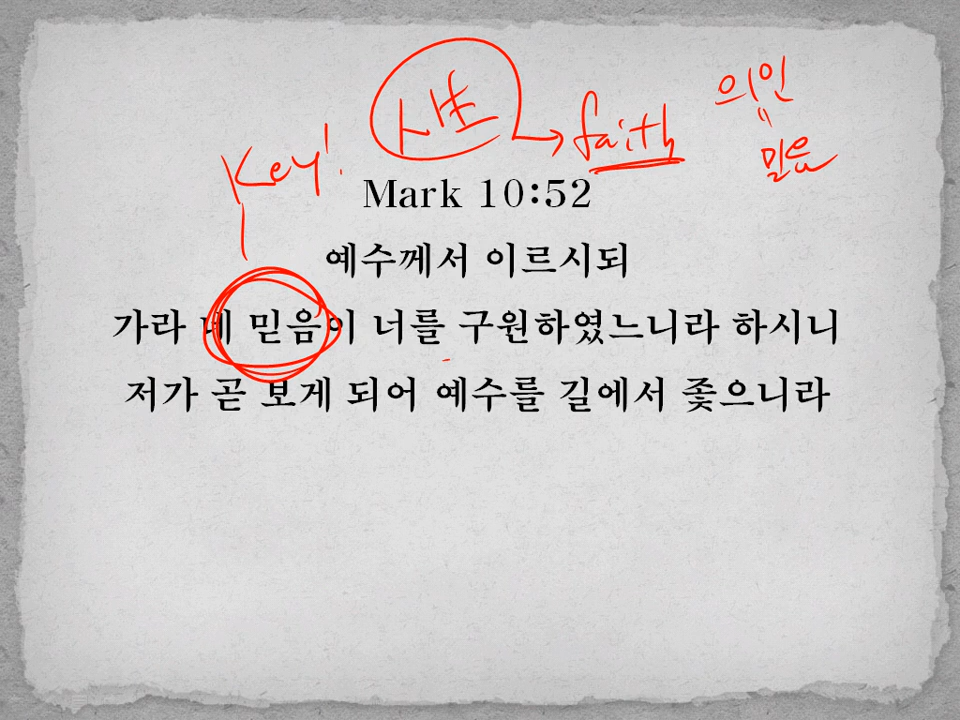 의인
=
→ faith
믿음
Key!
Mark 10:52
예수께서 이르시되
가라 네 믿음이 너를 구원하였느니라 하시니
저가 곧 보게 되어 예수를 길에서 좇으니라